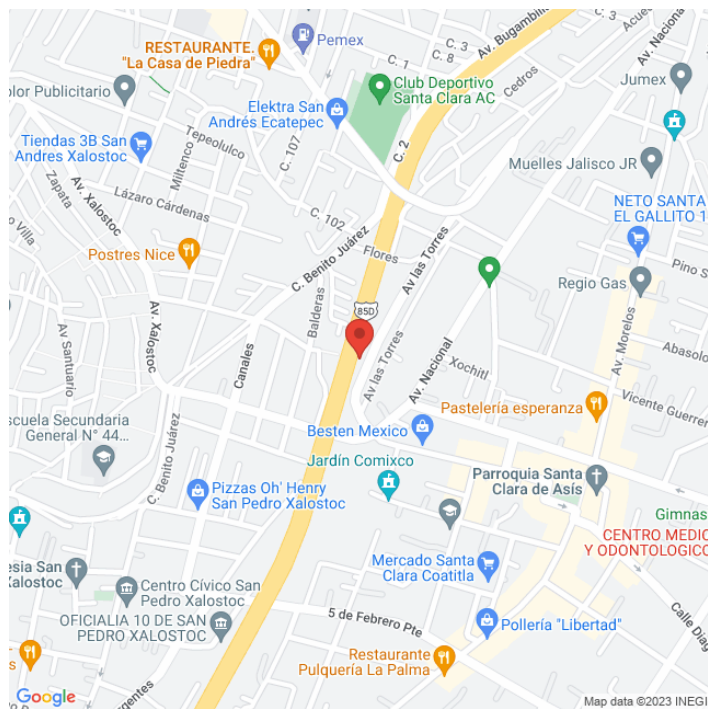 RESTAURANTE.
"La Casa de Piedra"
Pemex
C. 1
C. 3
C. 8
C. 3
Av. Bugambilia
Av. Nacional
Jumex
olor Publicitario
Club Deportivo
Santa Clara AC
Cedros
Elektra San
Andrés Ecatepec
C. 2
Tepeolulco
C. 107
Tiendas 3B San
Andres Xalostoc
Miltenco
Muelles Jalisco JR
Zapata
Av. Xalostoc
Lázaro Cárdenas
C. 102
NETO SANTA
EL GALLITO 1
o Villa
Postres Nice
C. Benito Juárez
Flores
Av las Torres
Pino S
Regio Gas
85D
Av. Xalostoc
Balderas
Av Santuario
Canales
Av las Torres
Av. Nacional
Xochitl
Av. Morelos
Abasolo
Vicente Guerrer
Pastelería esperanza
scuela Secundaria
General N° 44...
Besten Mexico
C. Benito Juárez
Jardín Comixco
Parroquia Santa
Clara de Asís
Pizzas Oh' Henry
San Pedro Xalostoc
Gimnas
CENTRO MEDIC
Y ODONTOLOGICO
esia San
Xalostoc
Centro Cívico San
Pedro Xalostoc
Mercado Santa
Clara Coatitla
OFICIALIA 10 DE SAN
PEDRO XALOSTOC
5 de Febrero Pte
Pollería "Libertad"
Calle Diag
Restaurante
Pulquería La Palma
Google
rgentes
Map data ©2023 INEGI